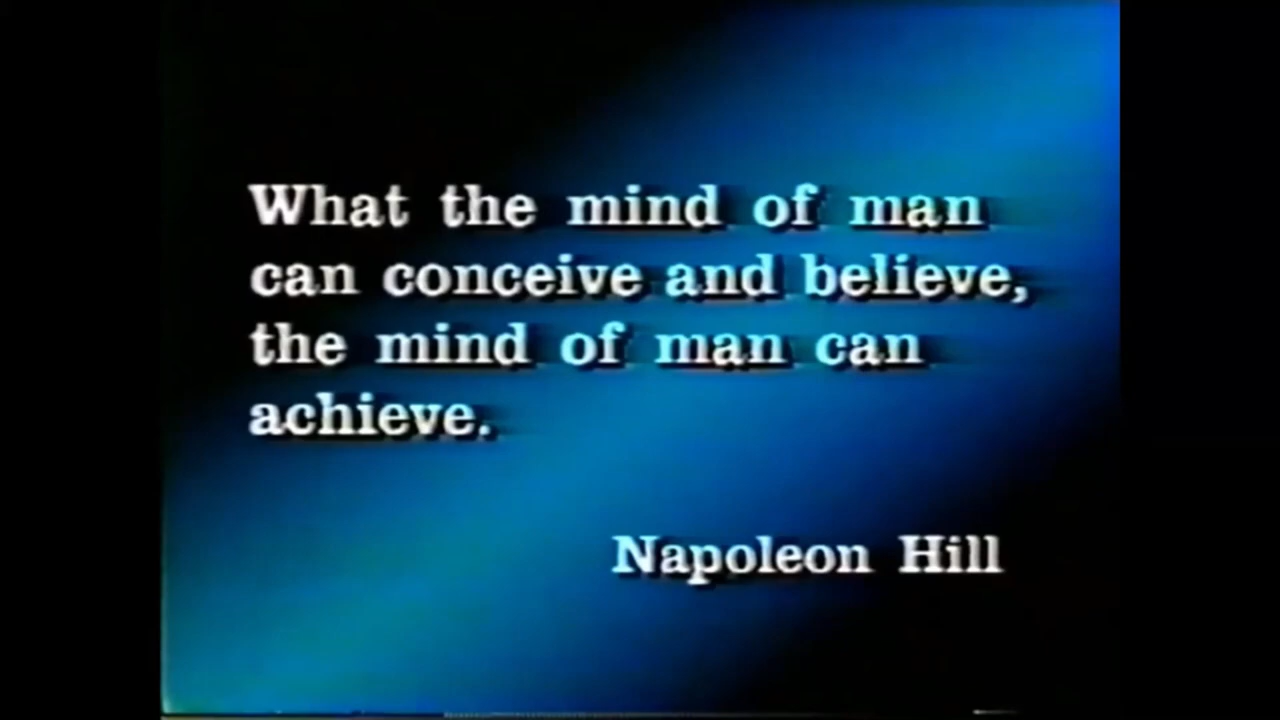 What the mind of man
can conceive and believe,
the mind of man can
achieve.
Napoleon Hill